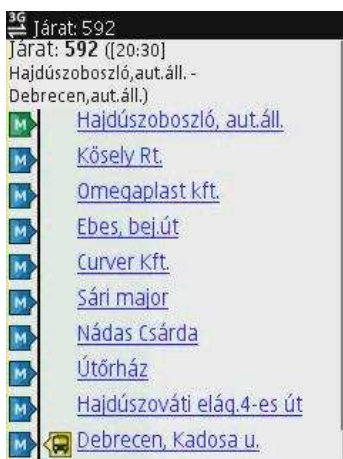 3G Járat: 592
Járat: 592 ([20:30]
Hajdúszoboszló,aut.áll. -
Debrecen,aut.áll.)
M Hajdúszoboszló, aut.áll.
M Kösely Rt.
M Omegaplast kft.
M Ebes, bej.út
M Curver Kft.
M Sári major
M Nádas Csárda
M Útőrház
M Hajdúszováti elág.4-es út
M Debrecen, Kadosa u.